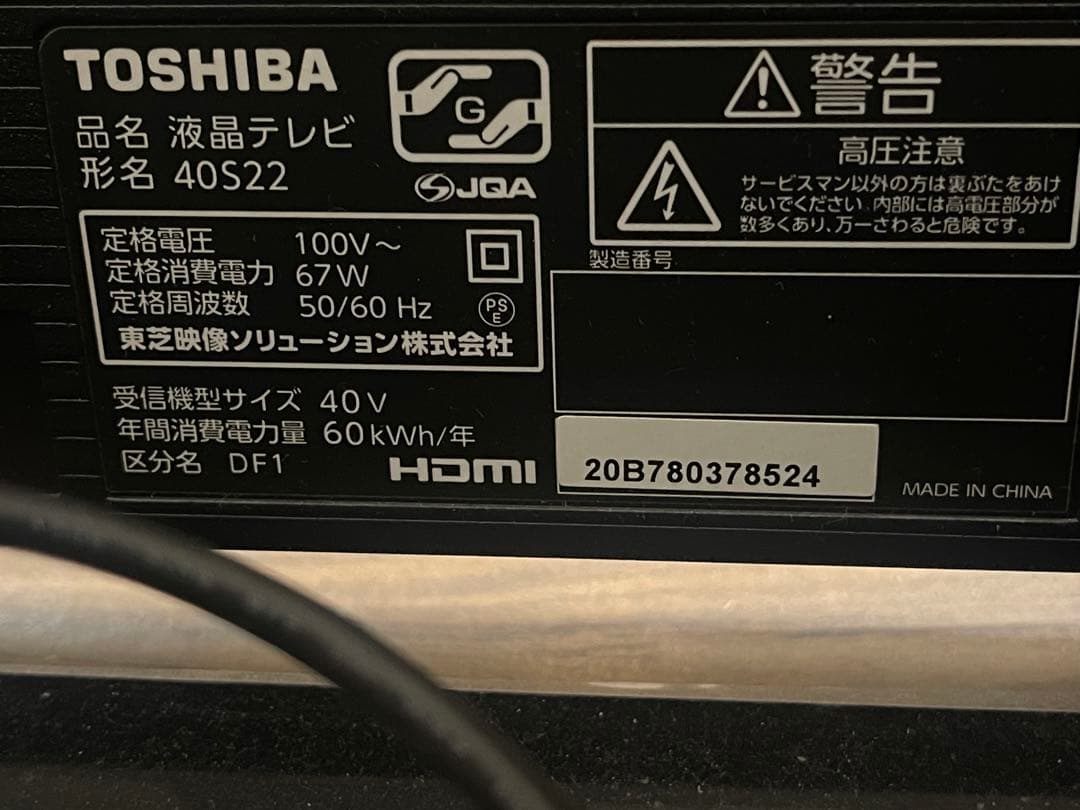 TOSHIBA
品名 液晶テレビ
形名 40S22
G
JQA
定格電圧 100V～
定格消費電力 67W
定格周波数 50/60 Hz
PS
E
東芝映像ソリューション株式会社
受信機型サイズ 40V
年間消費電力量 60kWh/年
区分名 DF1
HDMI
警告
高圧注意
サービスマン以外の方は裏ぶたをあけ
ないでください。内部には高電圧部分が
数多くあり、万一さわると危険です。
製造番号
20B780378524
MADE IN CHINA